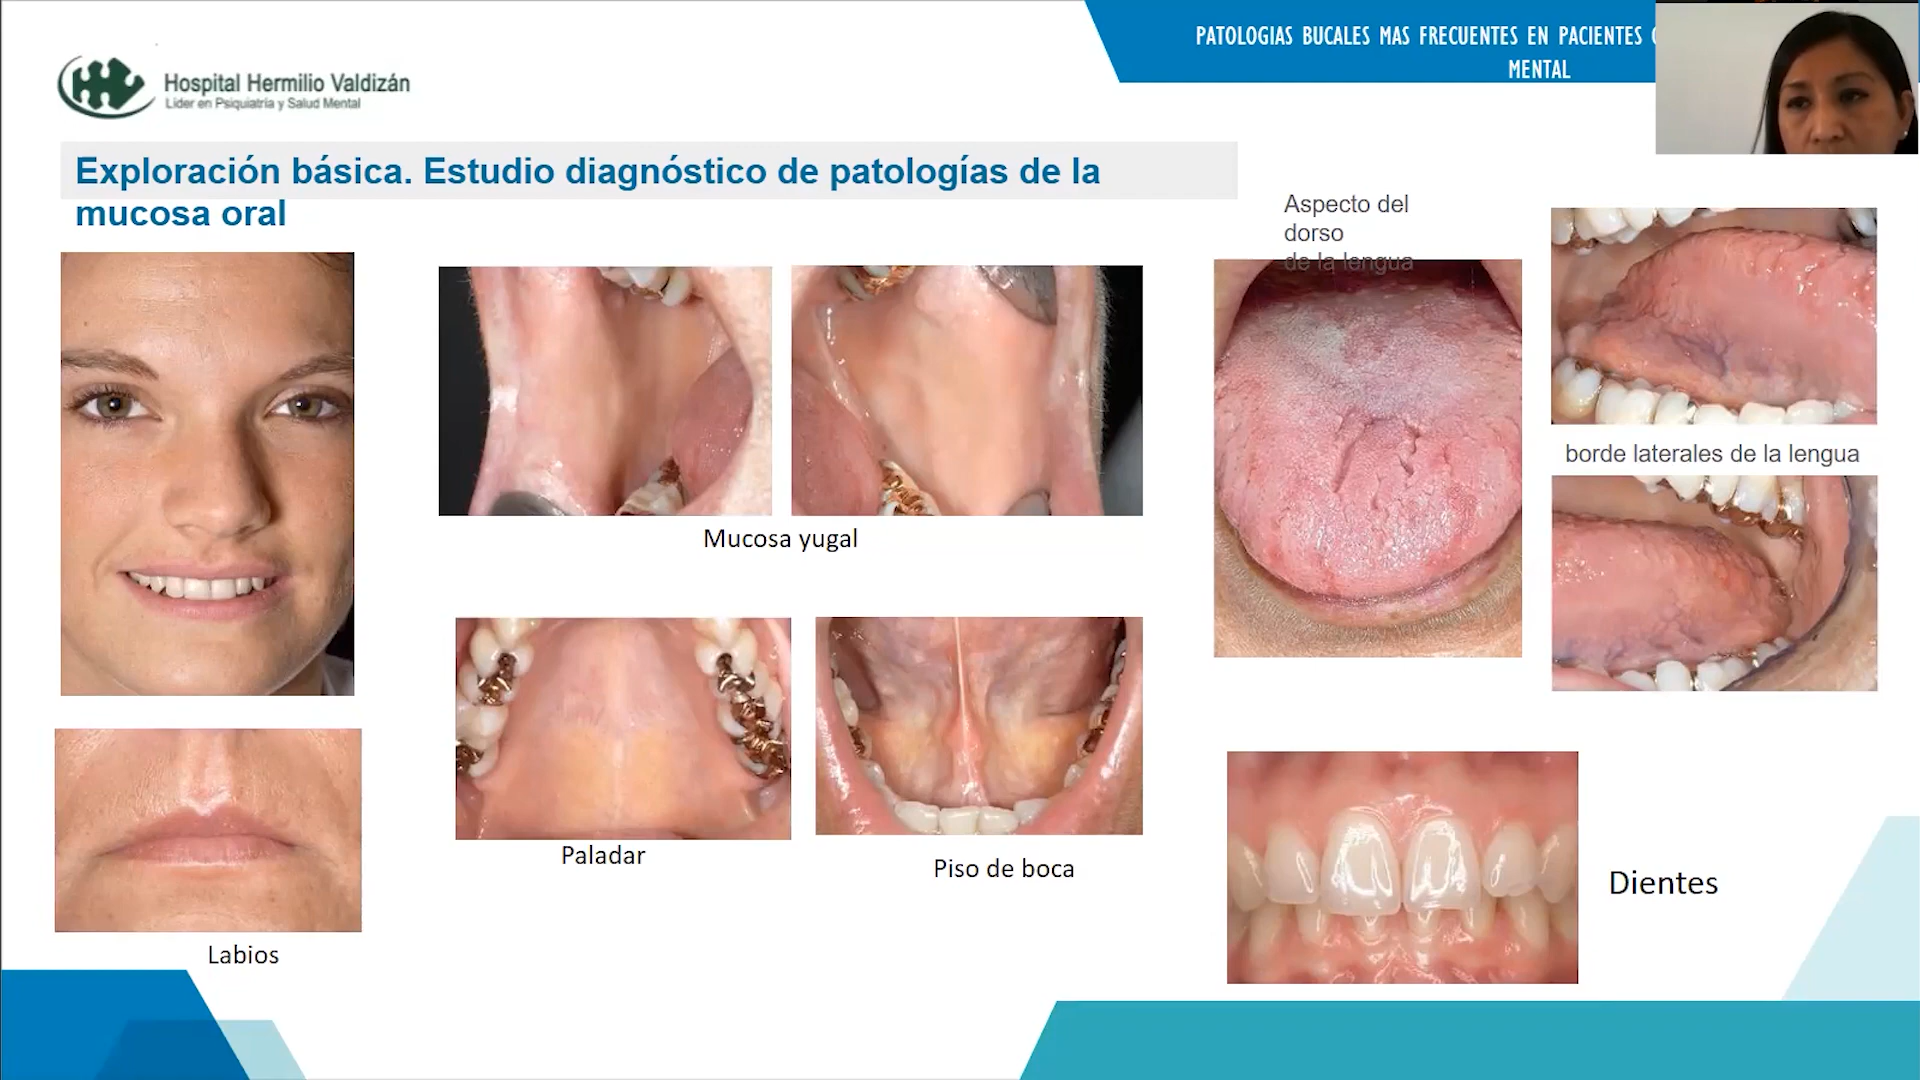 PATOLOGIAS BUCALES MAS FRECUENTES EN PACIENTES
MENTAL
Hospital Hermilio Valdizán
Líder en Psiquiatría y Salud Mental
Exploración básica. Estudio diagnóstico de patologías de la
mucosa oral
Aspecto del
dorso
de la lengua
borde laterales de la lengua
Mucosa yugal
Paladar
Piso de boca
Dientes
Labios